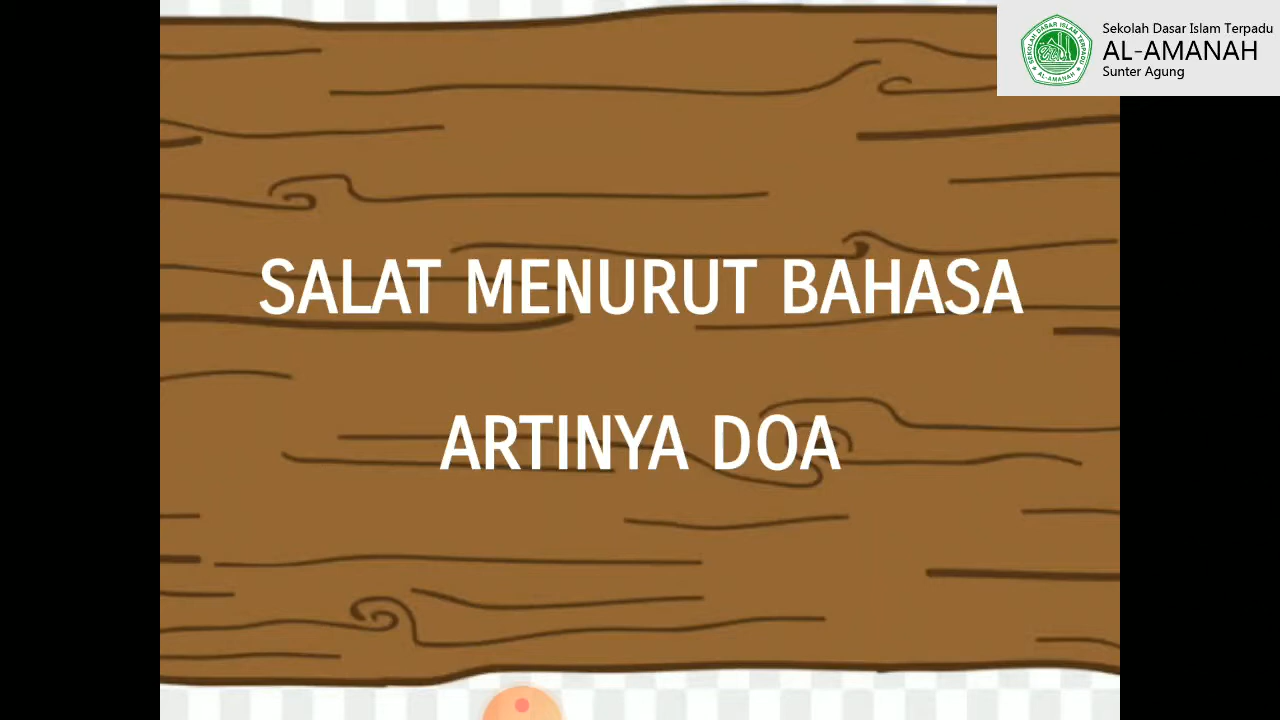 Sekolah Dasar Islam Terpadu
AL-AMANAH
Sunter Agung
SALAT MENURUT BAHASA
ARTINYA DOA